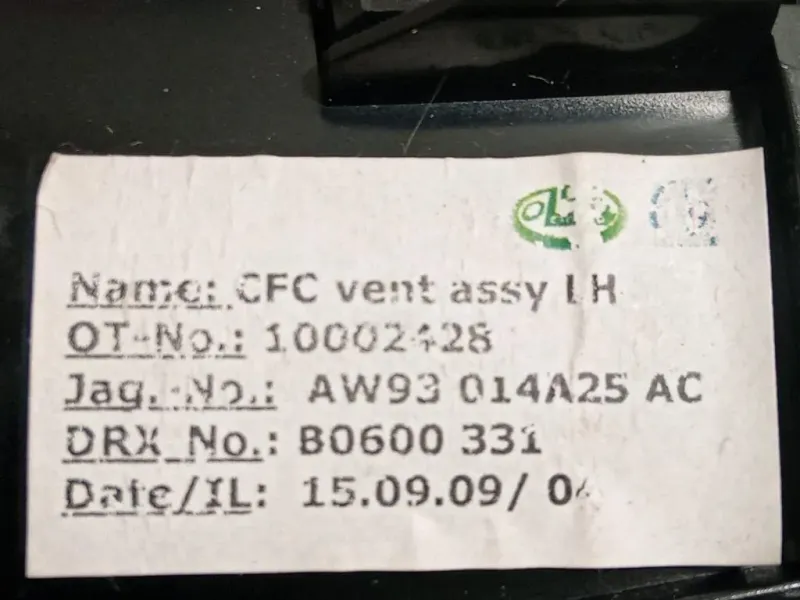 Name: CFC vent assy LH
OT-No.: 10002428
Jag.-No.: AW93 014A25 AC
DRX No.: B0600 331
Date/IL: 15.09.09/ 04